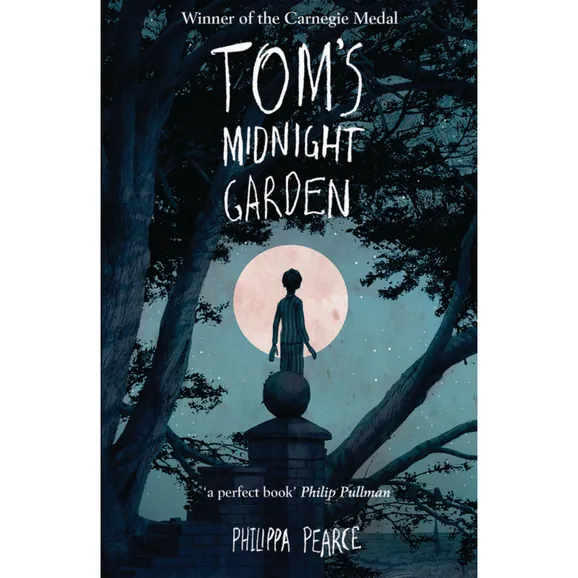 Winner of the Carnegie Medal
TOM'S
MIDNIGHT
GARDEN
'a perfect book' Philip Pullman
PHILIPPA PEARCE